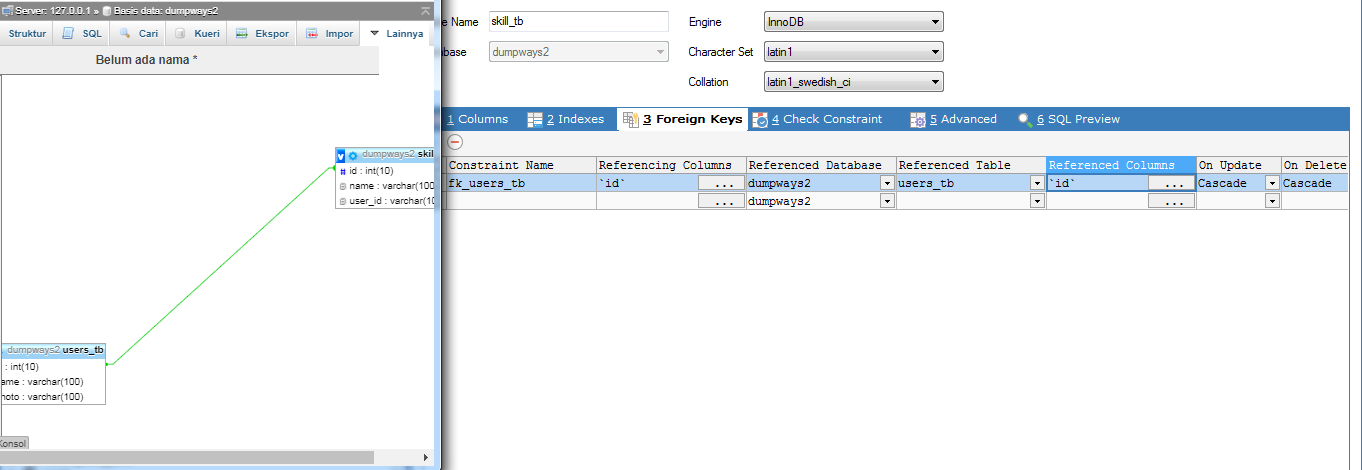 Server: 127.0.0.1 » Basis data: dumpways2
Struktur SQL Cari Kueri Ekspor Impor Lainnya
Belum ada nama *
dumpways2 skil
id : int(10)
name : varchar(100
user_id : varchar(10
dumpways2 users_tb
: int(10)
ame : varchar(100)
hoto : varchar(100)
Konsol
e Name skill_tb Engine InnoDB
base dumpways2 Character Set latin1
Collation latin1_swedish_ci
1 Columns 2 Indexes 3 Foreign Keys 4 Check Constraint 5 Advanced 6 SQL Preview
Constraint Name Referencing Columns Referenced Database Referenced Table Referenced Columns On Update On Delete
fk_users_tb `id` ... dumpways2 users_tb `id` ... Cascade Cascade
... dumpways2 ...